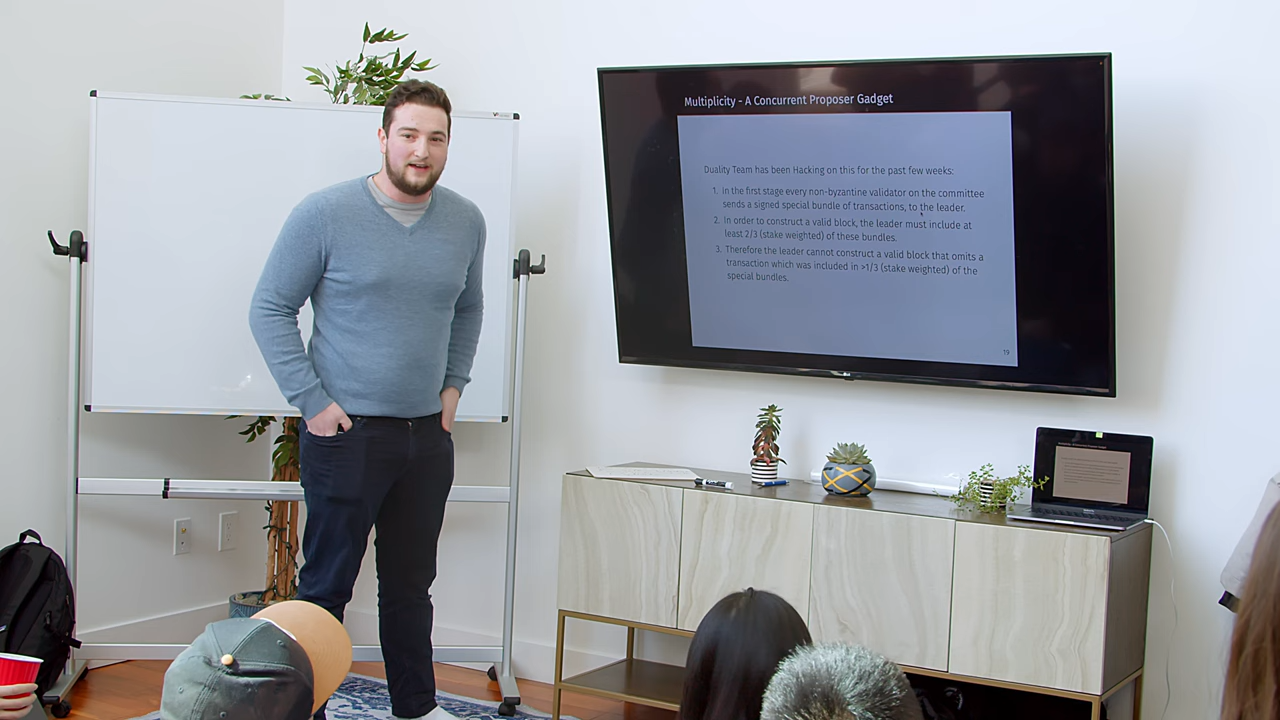 Multiplicity - A Concurrent Proposer Gadget
Duality Team has been Hacking on this for the past few weeks:
1. In the first stage every non-byzantine validator on the committee
sends a signed special bundle of transactions, to the leader.
2. In order to construct a valid block, the leader must include at
least 2/3 (stake weighted) of these bundles.
3. Therefore the leader cannot construct a valid block that omits a
transaction which was included in >1/3 (stake weighted) of the
special bundles.
19